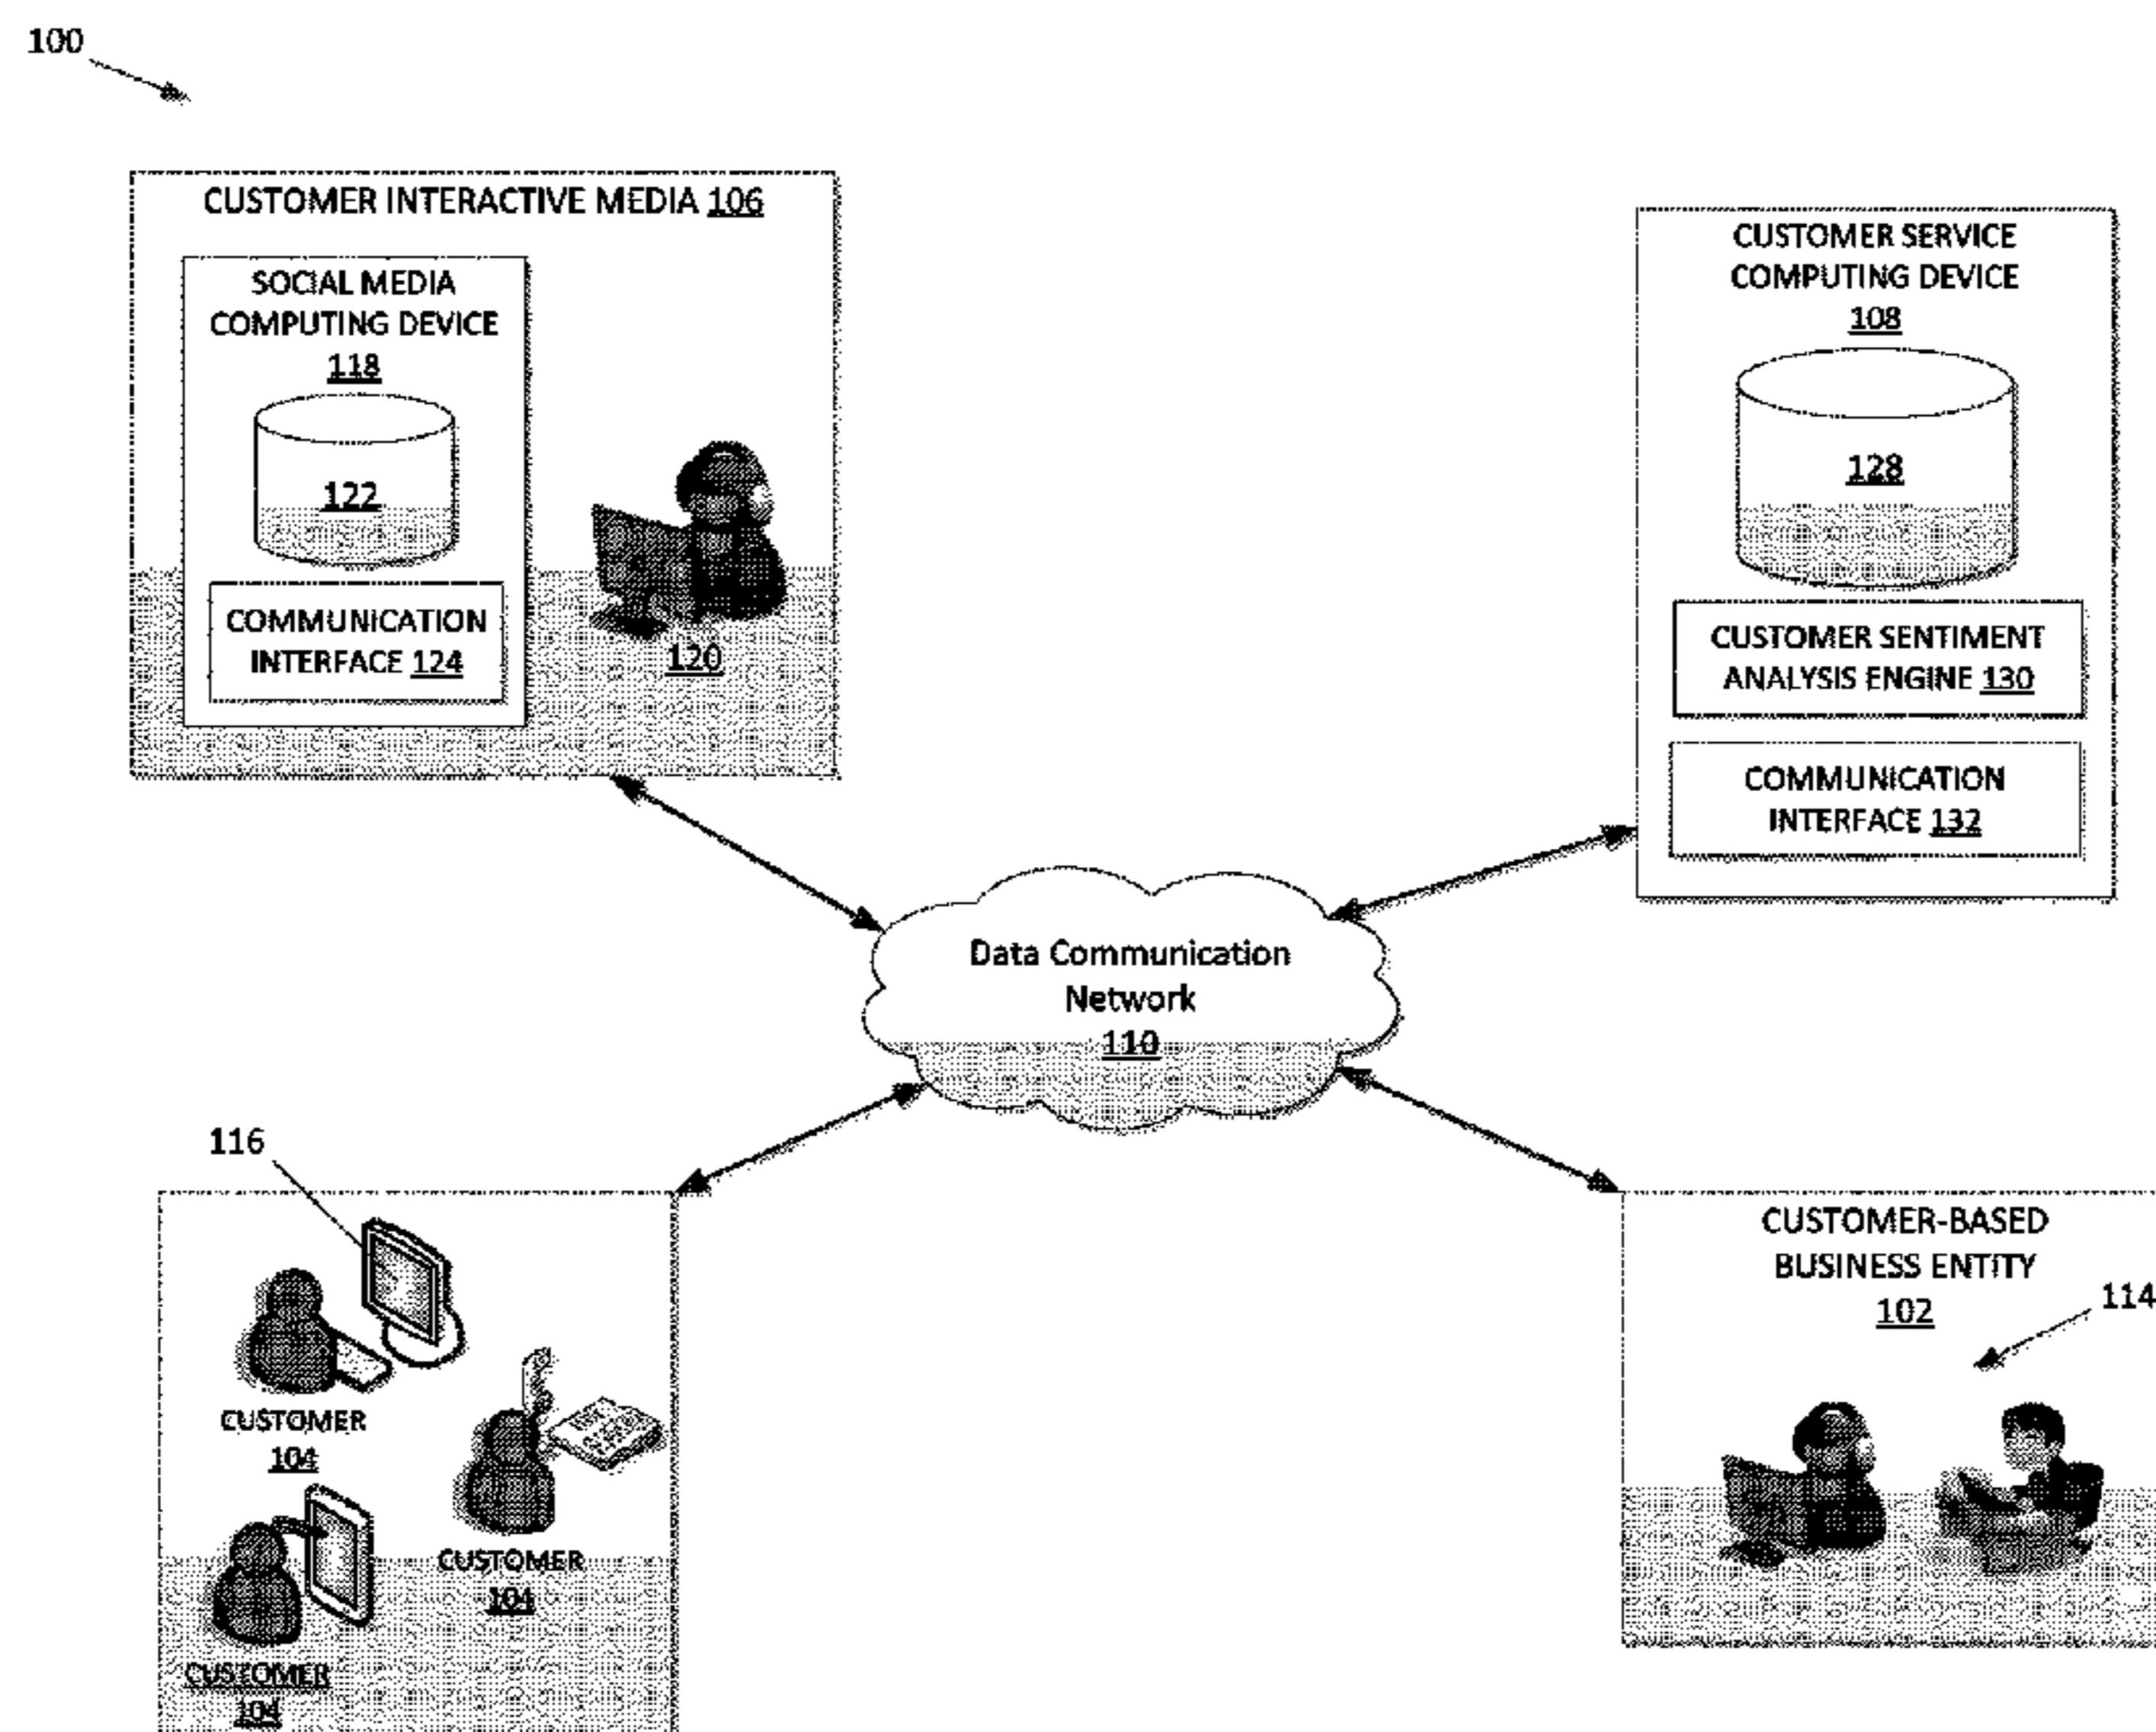 100
CUSTOMER INTERACTIVE MEDIA 106
SOCIAL MEDIA
COMPUTING DEVICE
118
122
COMMUNICATION
INTERFACE 124
120
CUSTOMER SERVICE
COMPUTING DEVICE
108
128
CUSTOMER SENTIMENT
ANALYSIS ENGINE 130
COMMUNICATION
INTERFACE 132
Data Communication
Network
110
116
CUSTOMER
104
CUSTOMER
104
CUSTOMER
104
CUSTOMER-BASED
BUSINESS ENTITY
102
114